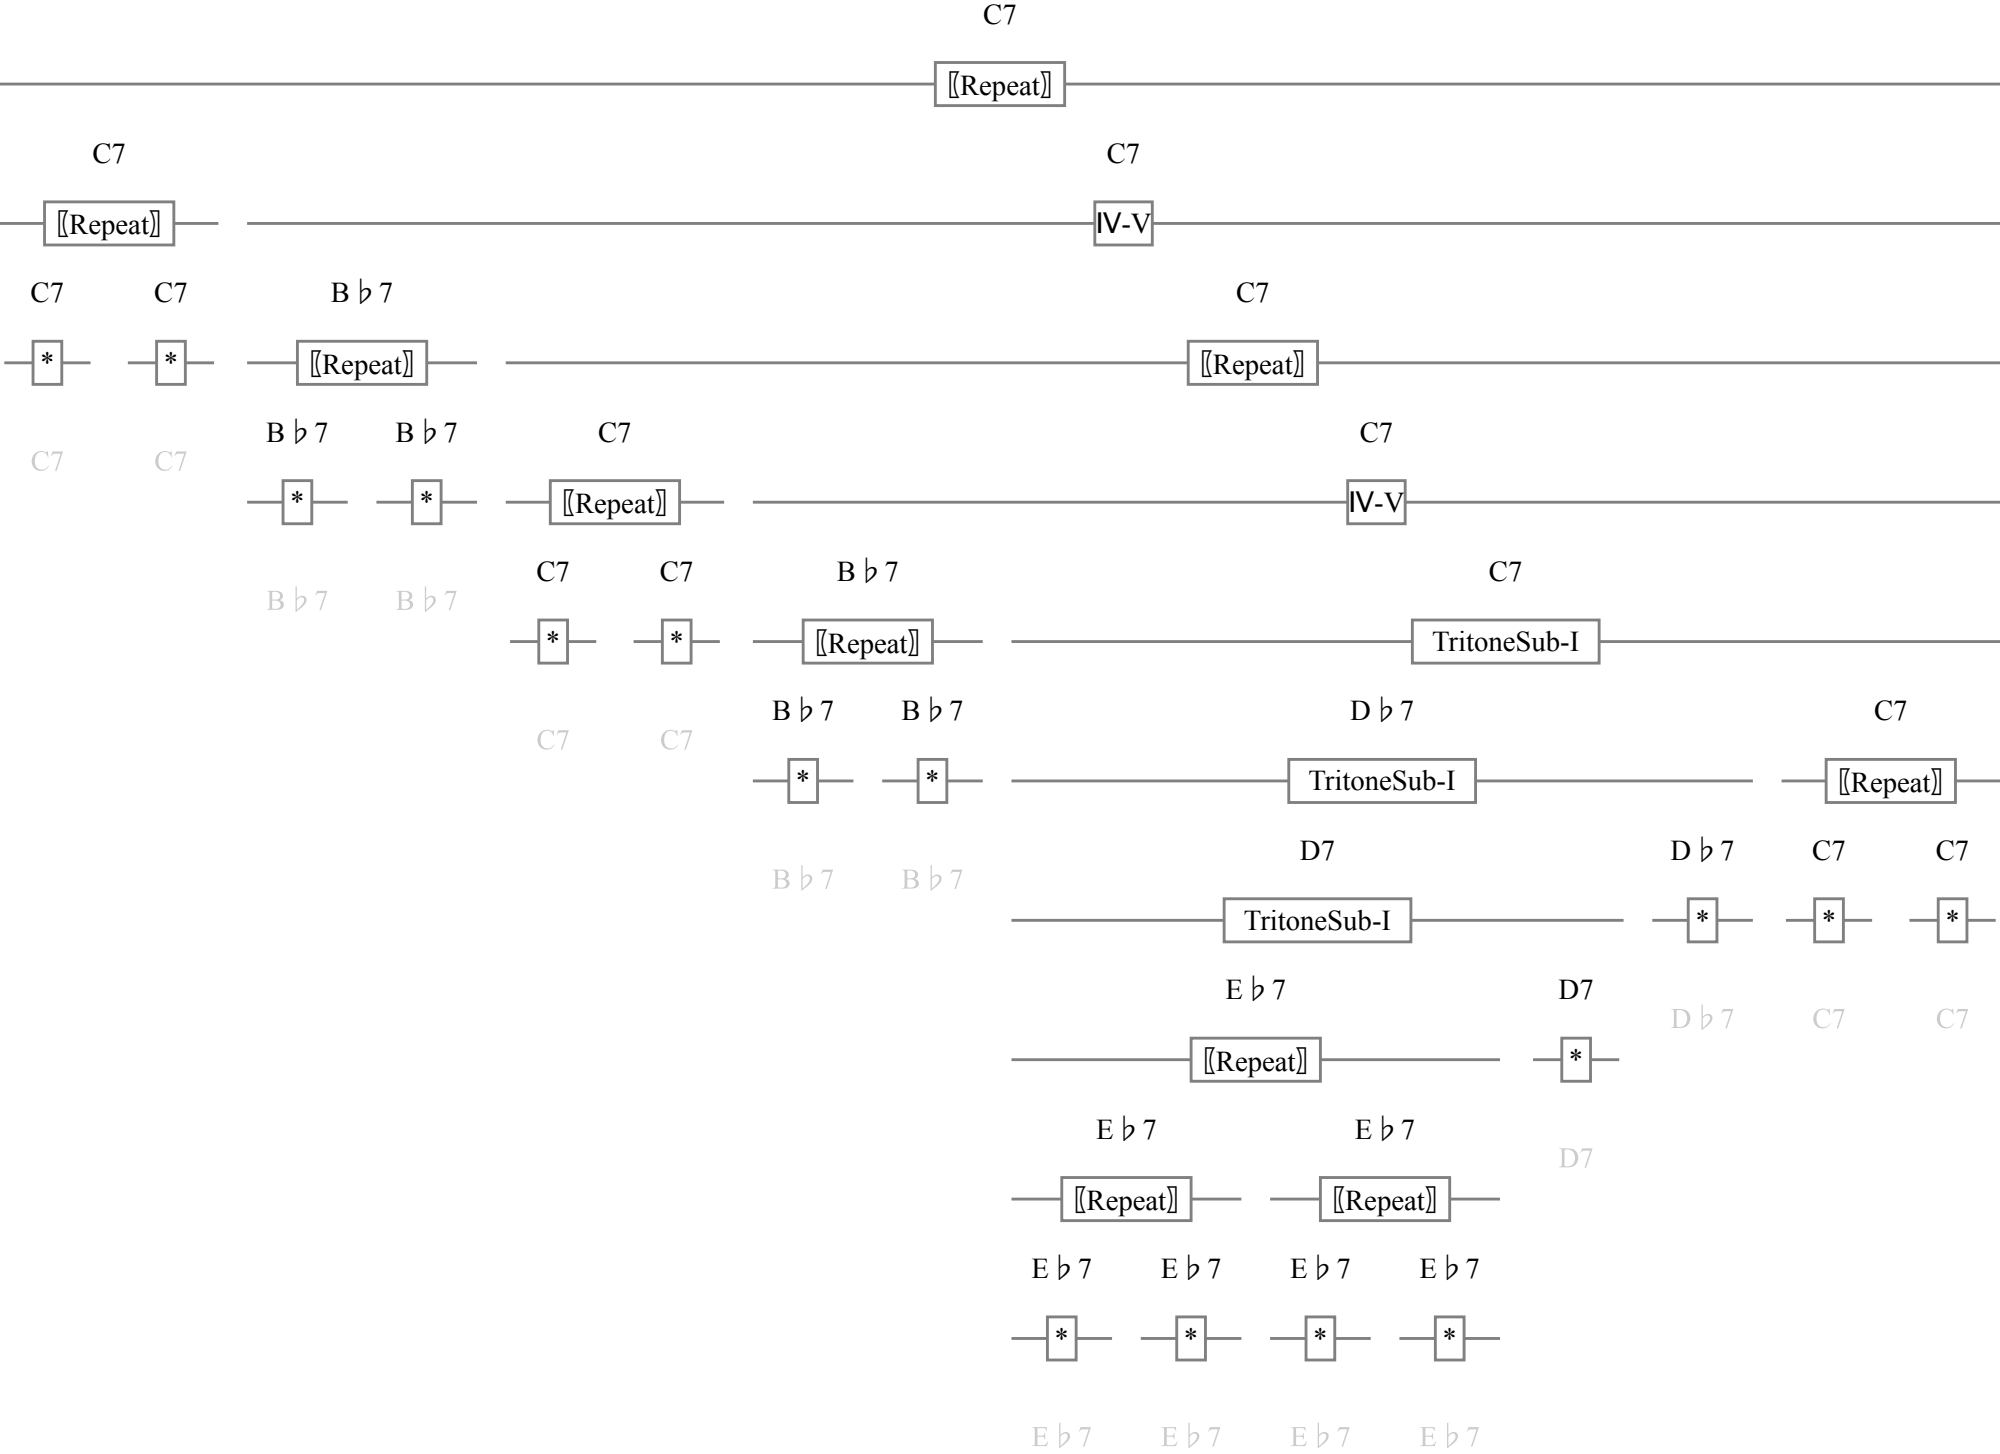 C7
〖Repeat〗
C7 C7
〖Repeat〗 Ⅳ-V
C7 C7 B♭7 C7
* * 〖Repeat〗 〖Repeat〗
B♭7 B♭7 C7 C7
C7 C7
* * 〖Repeat〗 Ⅳ-V
C7 C7 B♭7 C7
B♭7 B♭7
* * 〖Repeat〗 TritoneSub-I
B♭7 B♭7 D♭7 C7
C7 C7
* * TritoneSub-I 〖Repeat〗
D7 D♭7 C7 C7
B♭7 B♭7
TritoneSub-I * * *
E♭7 D7
D♭7 C7 C7
〖Repeat〗 *
E♭7 E♭7
D7
〖Repeat〗 〖Repeat〗
E♭7 E♭7 E♭7 E♭7
* * * *
E♭7 E♭7 E♭7 E♭7